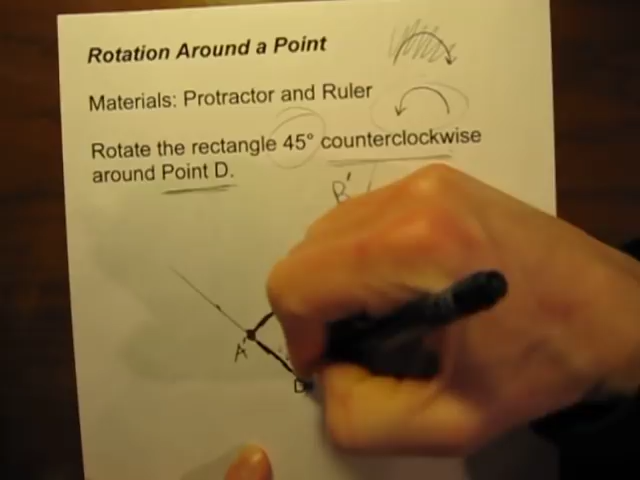 Rotation Around a Point
Materials: Protractor and Ruler
Rotate the rectangle 45° counterclockwise
around Point D.
B'
A'
D